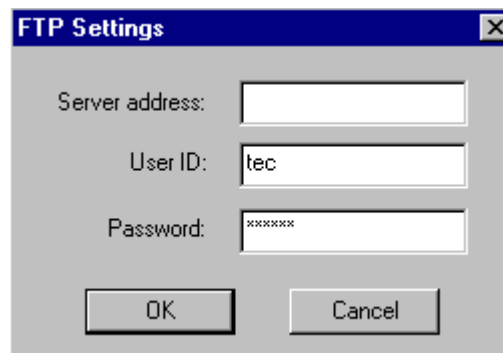 FTP Settings
Server address:
User ID: tec
Password: ******
OK Cancel